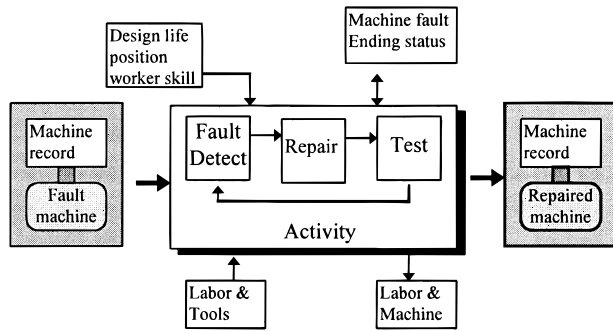 Design life
position
worker skill
Machine fault
Ending status
Machine
record
Fault
machine
Fault
Detect
Repair
Test
Activity
Machine
record
Repaired
machine
Labor &
Tools
Labor &
Machine